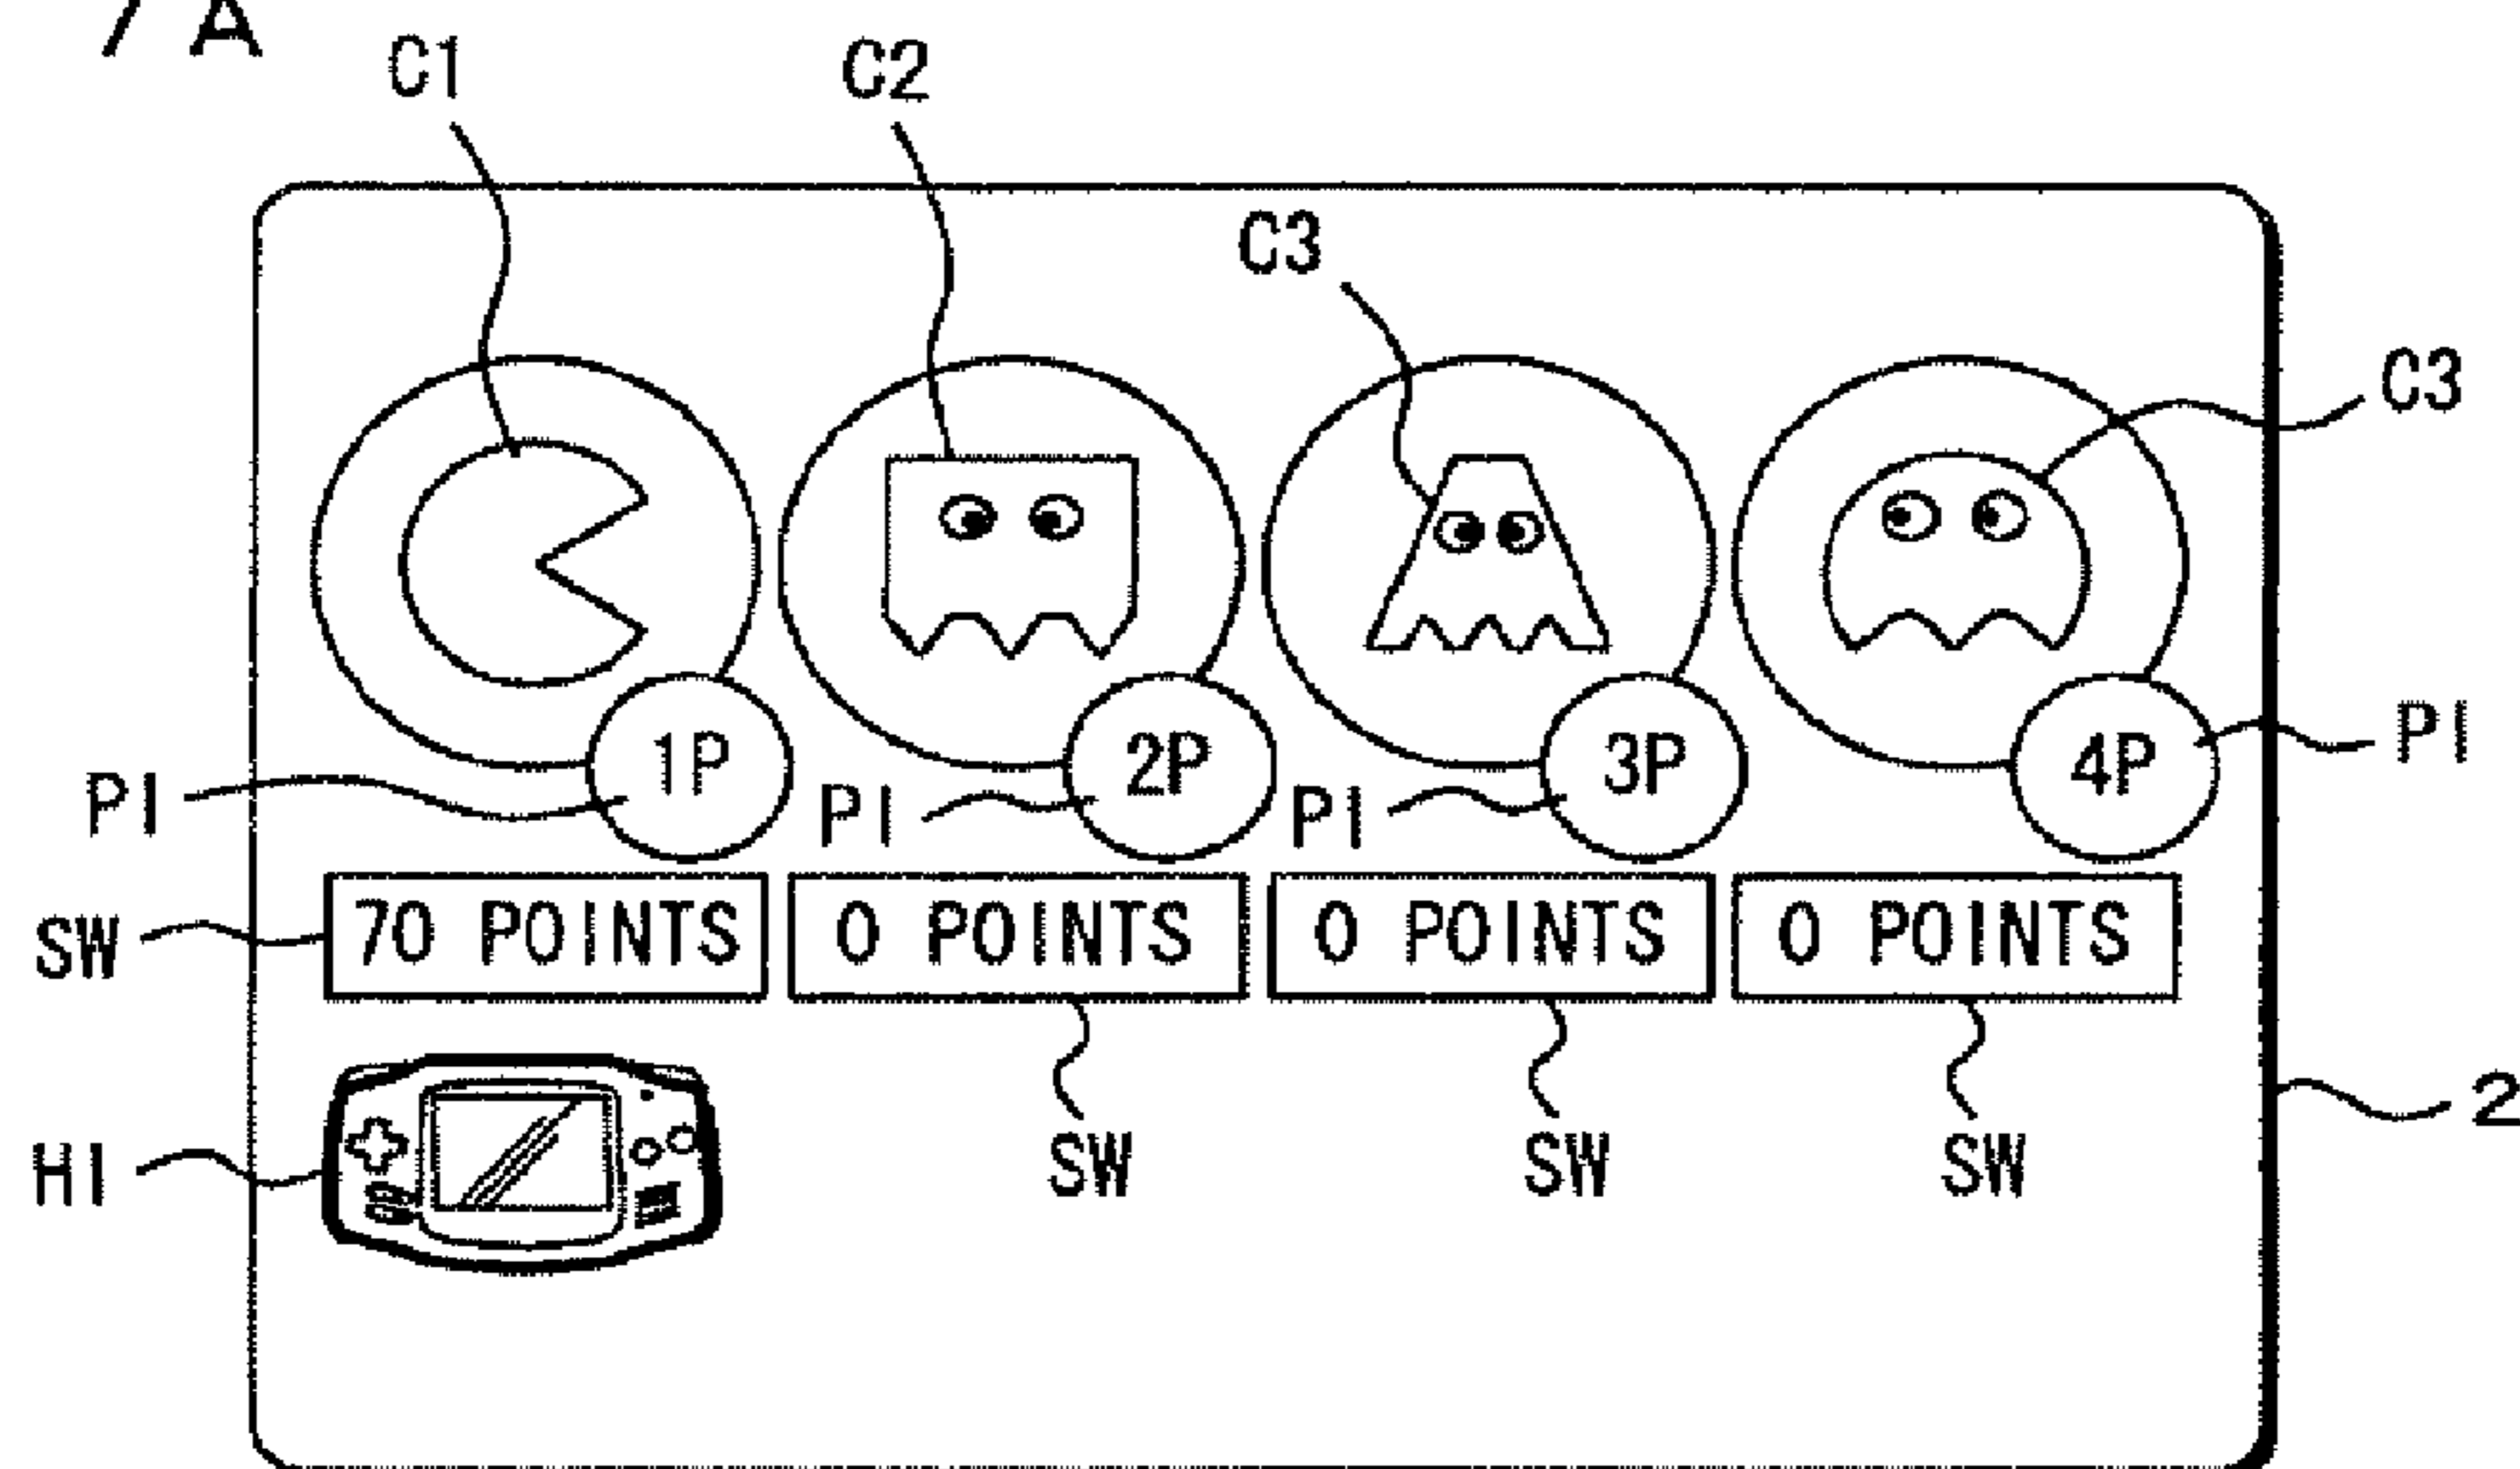 7A
C1 C2
C3
C3
1P 2P 3P 4P PI
PI PI PI
SW 70 POINTS 0 POINTS 0 POINTS 0 POINTS
2
HI SW SW SW